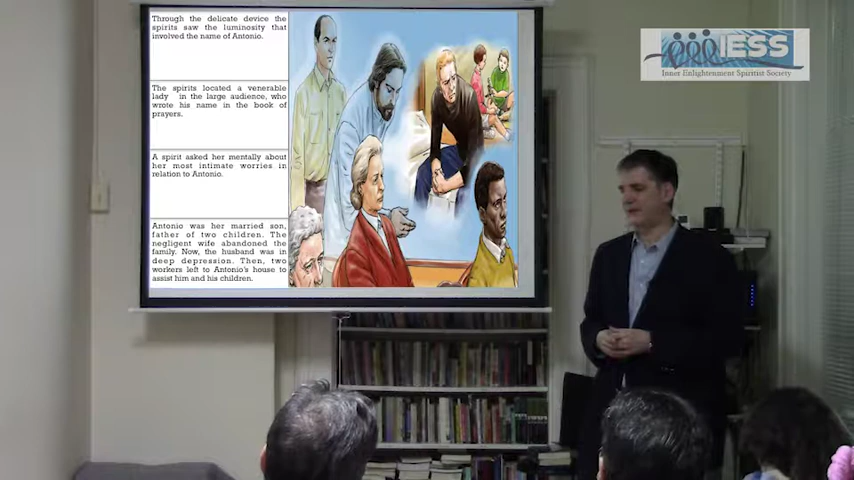 Through the delicate device the
spirits saw the luminosity that
involved the name of Antonio.
The spirits located a venerable
lady in the large audience, who
wrote his name in the book of
prayers.
A spirit asked her mentally about
her most intimate worries in
relation to Antonio.
Antonio was her married son,
father of two children. The
negligent wife abandoned the
family. Now, the husband was in
deep depression. Then, two
workers left to Antonio's house to
assist him and his children.
IESS
Inner Enlightenment Spiritist Society